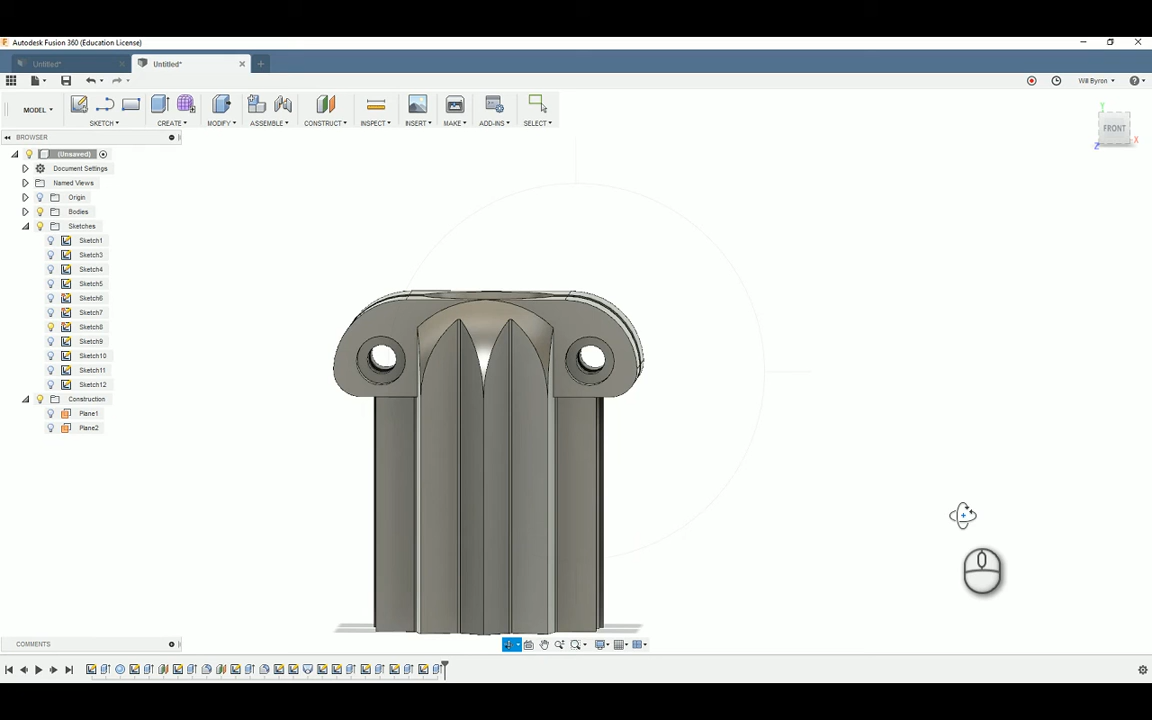 Autodesk Fusion 360 (Education License)
Untitled*
Untitled*
Will Byron
MODEL
SKETCH
CREATE
MODIFY
ASSEMBLE
CONSTRUCT
INSPECT
INSERT
MAKE
ADD-INS
SELECT
BROWSER
(Unsaved)
Document Settings
Named Views
Origin
Bodies
Sketches
Sketch1
Sketch3
Sketch4
Sketch5
Sketch6
Sketch7
Sketch8
Sketch9
Sketch10
Sketch11
Sketch12
Construction
Plane1
Plane2
Y
FRONT
X
Z
COMMENTS